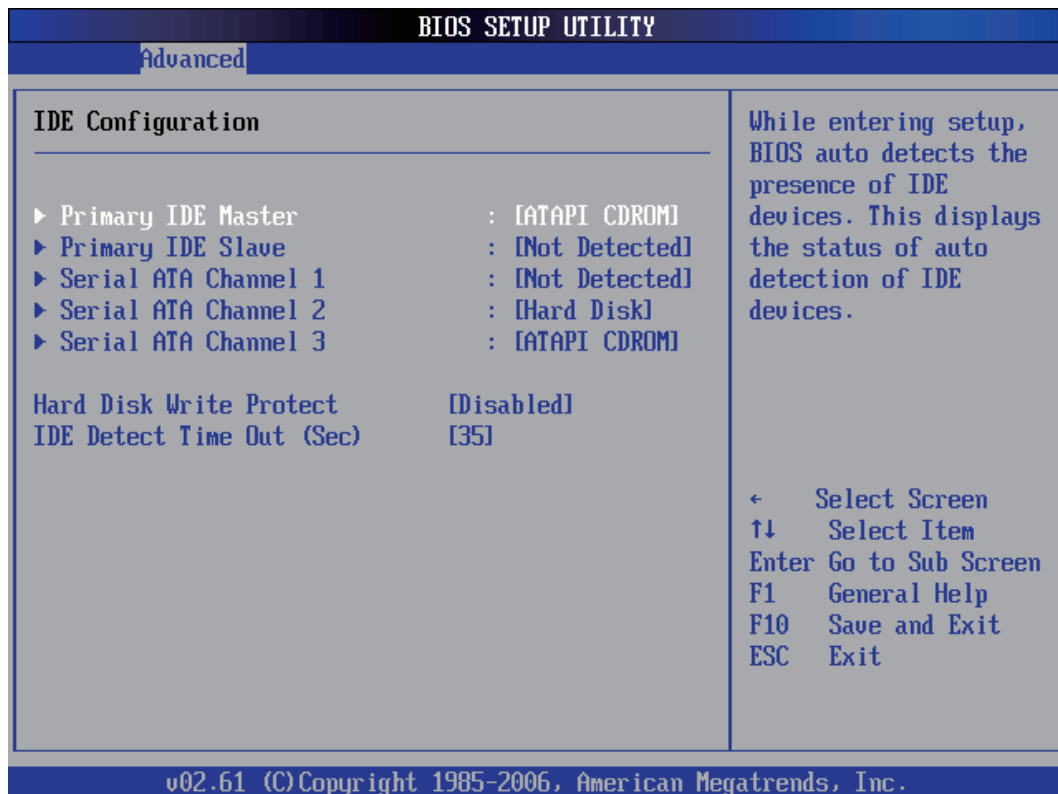 BIOS SETUP UTILITY
Advanced
IDE Configuration
▶ Primary IDE Master : [ATAPI CDROM]
▶ Primary IDE Slave : [Not Detected]
▶ Serial ATA Channel 1 : [Not Detected]
▶ Serial ATA Channel 2 : [Hard Disk]
▶ Serial ATA Channel 3 : [ATAPI CDROM]
Hard Disk Write Protect [Disabled]
IDE Detect Time Out (Sec) [35]
While entering setup,
BIOS auto detects the
presence of IDE
devices. This displays
the status of auto
detection of IDE
devices.
← Select Screen
↑↓ Select Item
Enter Go to Sub Screen
F1 General Help
F10 Save and Exit
ESC Exit
v02.61 (C)Copyright 1985-2006, American Megatrends, Inc.